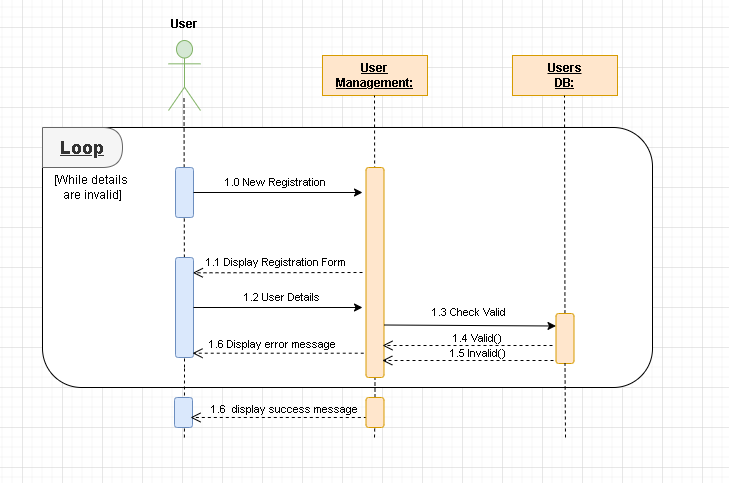 User
User
Management:
Users
DB:
Loop
[While details
are invalid]
1.0 New Registration
1.1 Display Registration Form
1.2 User Details
1.3 Check Valid
1.4 Valid()
1.6 Display error message
1.5 Invalid()
1.6 display success message